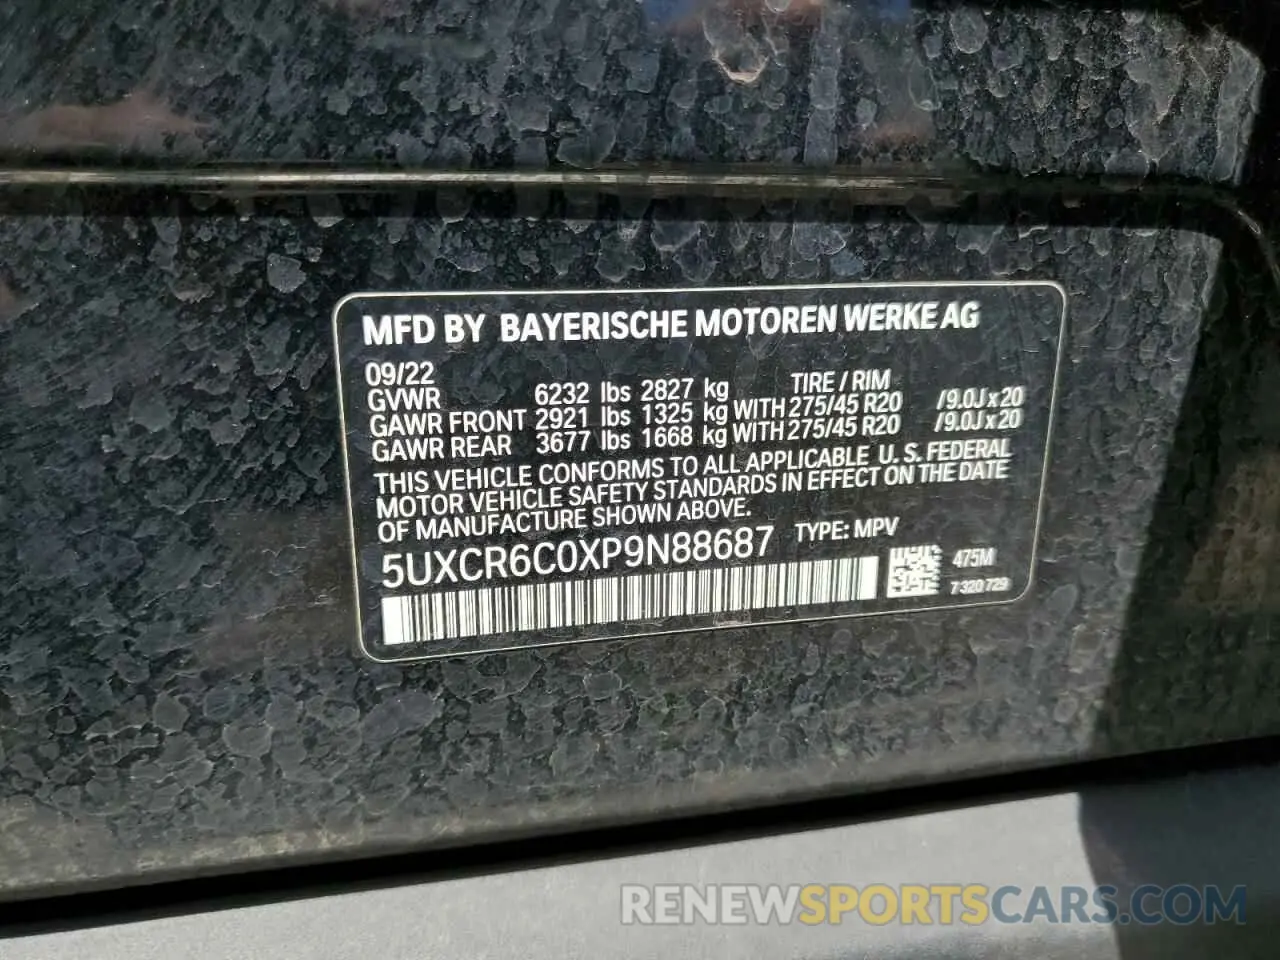 MFD BY BAYERISCHE MOTOREN WERKE AG
09/22
GVWR 6232 lbs 2827 kg TIRE / RIM
GAWR FRONT 2921 lbs 1325 kg WITH 275/45 R20 /9.0J x 20
GAWR REAR 3677 lbs 1668 kg WITH 275/45 R20 /9.0J x 20
THIS VEHICLE CONFORMS TO ALL APPLICABLE U. S. FEDERAL
MOTOR VEHICLE SAFETY STANDARDS IN EFFECT ON THE DATE
OF MANUFACTURE SHOWN ABOVE.
5UXCR6C0XP9N88687 TYPE: MPV
475M
7 320 729
RENEWSPORTSCARS.COM